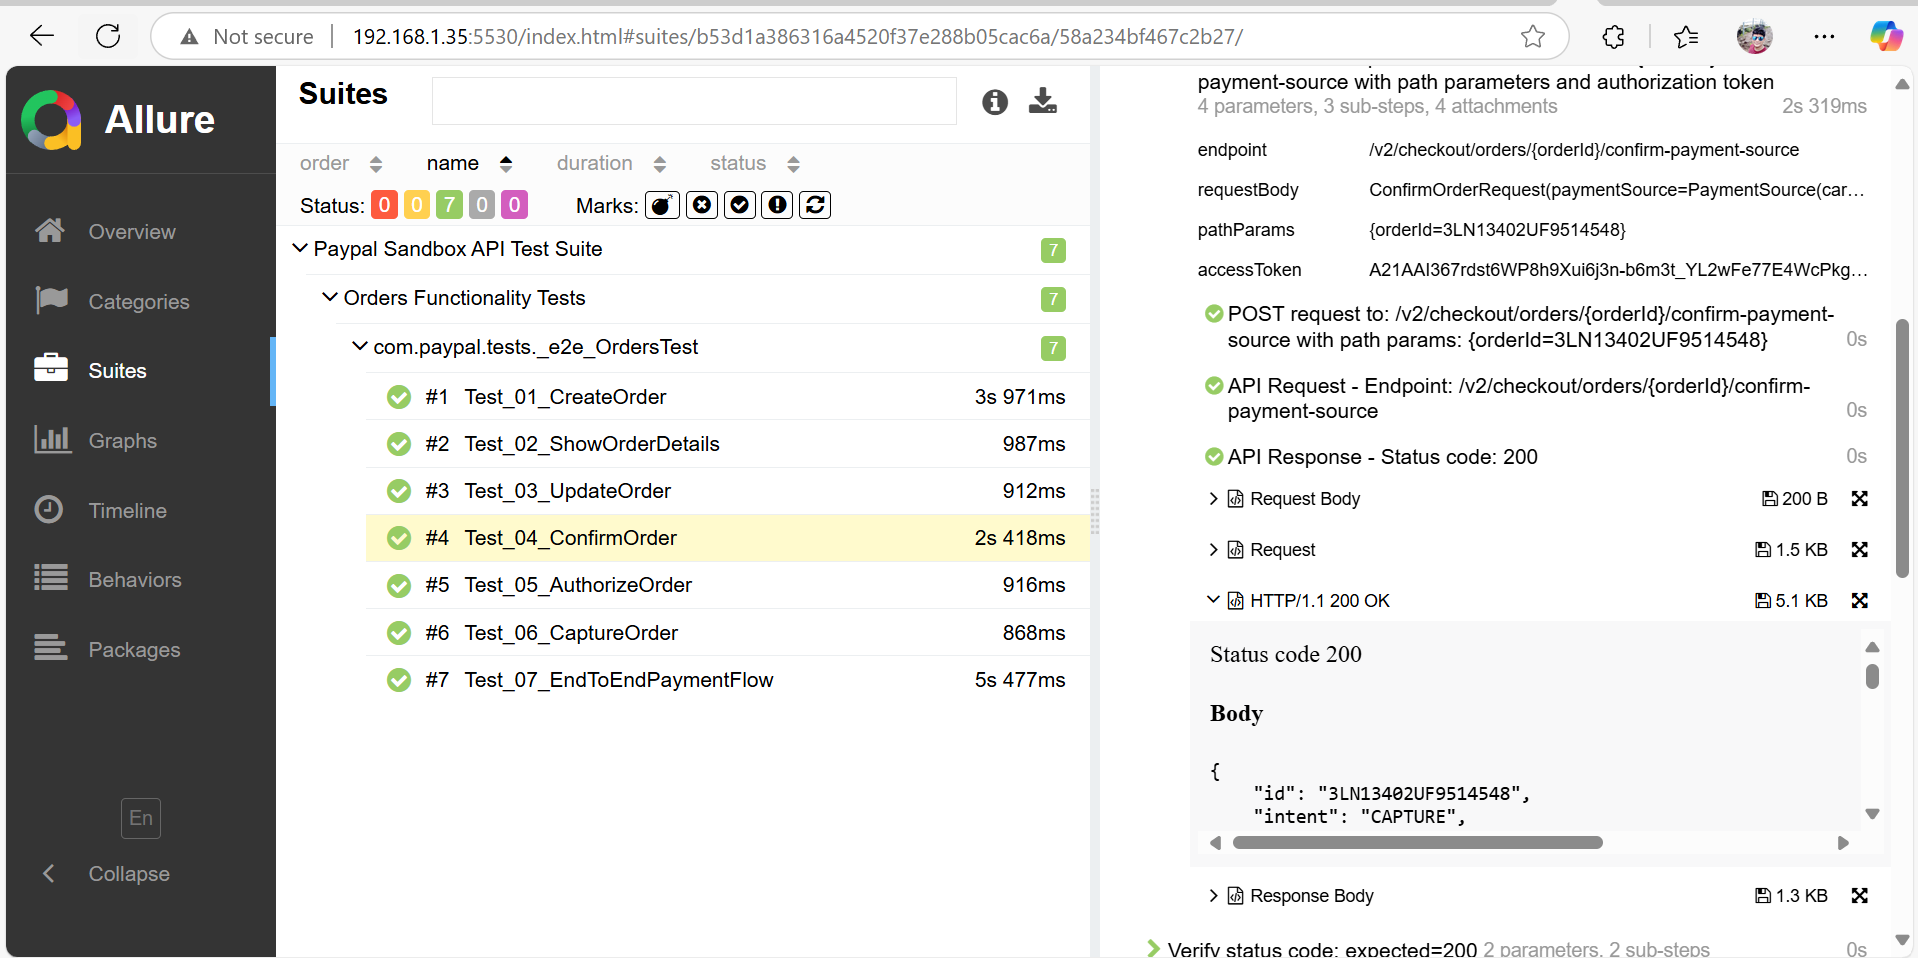 Not secure
192.168.1.35:5530/index.html#suites/b53d1a386316a4520f37e288b05cac6a/58a234bf467c2b27/
Allure
Overview
Categories
Suites
Graphs
Timeline
Behaviors
Packages
En
Collapse
Suites
order name duration status
Status: 0 0 7 0 0 Marks:
Paypal Sandbox API Test Suite 7
Orders Functionality Tests 7
com.paypal.tests._e2e_OrdersTest 7
#1 Test_01_CreateOrder 3s 971ms
#2 Test_02_ShowOrderDetails 987ms
#3 Test_03_UpdateOrder 912ms
#4 Test_04_ConfirmOrder 2s 418ms
#5 Test_05_AuthorizeOrder 916ms
#6 Test_06_CaptureOrder 868ms
#7 Test_07_EndToEndPaymentFlow 5s 477ms
payment-source with path parameters and authorization token
4 parameters, 3 sub-steps, 4 attachments 2s 319ms
endpoint /v2/checkout/orders/{orderId}/confirm-payment-source
requestBody ConfirmOrderRequest(paymentSource=PaymentSource(car…
pathParams {orderId=3LN13402UF9514548}
accessToken A21AAI367rdst6WP8h9Xui6j3n-b6m3t_YL2wFe77E4WcPkg…
POST request to: /v2/checkout/orders/{orderId}/confirm-payment-
source with path params: {orderId=3LN13402UF9514548} 0s
API Request - Endpoint: /v2/checkout/orders/{orderId}/confirm-
payment-source 0s
API Response - Status code: 200 0s
Request Body 200 B
Request 1.5 KB
HTTP/1.1 200 OK 5.1 KB
Status code 200
Body
{
"id": "3LN13402UF9514548",
"intent": "CAPTURE",
Response Body 1.3 KB
Verify status code: expected=200 2 parameters, 2 sub-steps 0s